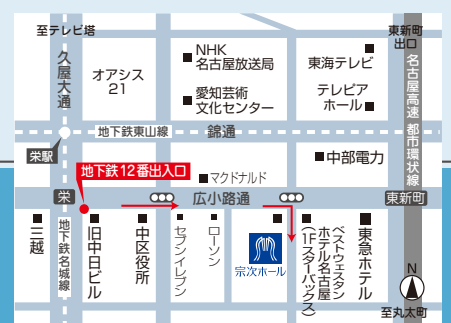 至テレビ塔
久屋大通
オアシス
21
NHK
名古屋放送局
愛知芸術
文化センター
東海テレビ
テレピア
ホール
東新町
出口
名古屋高速 都市環状線
地下鉄東山線
錦通
栄駅
地下鉄12番出入口
マクドナルド
中部電力
栄
広小路通
東新町
三越
地下鉄名城線
旧中日ビル
中区役所
セブンイレブン
ローソン
宗次ホール
ベストウェスタン
ホテル名古屋
(1Fスターバックス)
東急ホテル
N
至丸太町